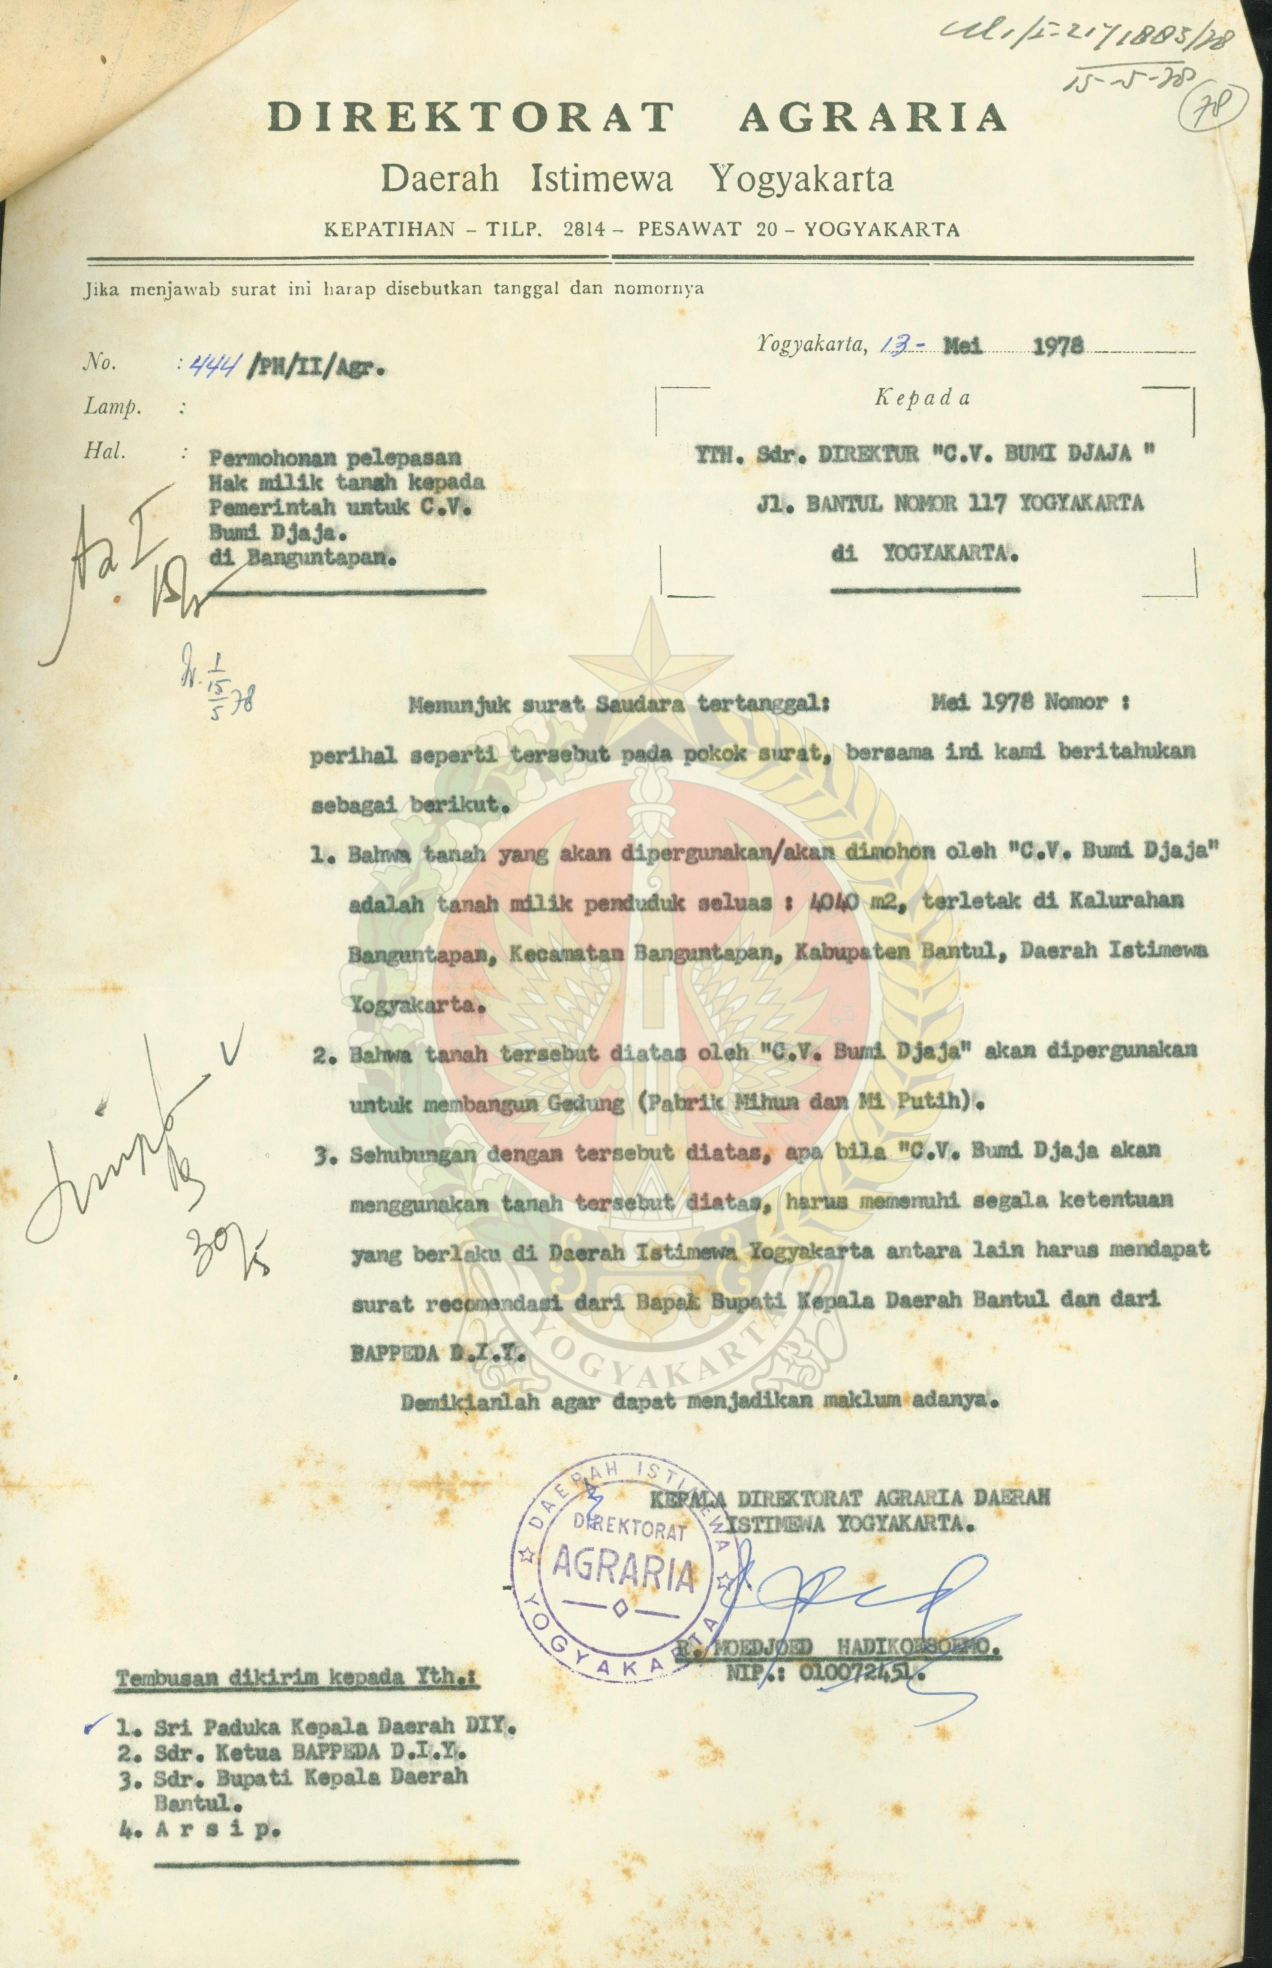 15-5-78
78
DIREKTORAT AGRARIA
Daerah Istimewa Yogyakarta
KEPATIHAN – TILP. 2814 – PESAWAT 20 – YOGYAKARTA
Jika menjawab surat ini harap disebutkan tanggal dan nomornya
Yogyakarta, 13- Mei 1978
No. : 444 /PH/II/Agr.
Lamp. :
Hal. : Permohonan pelepasan
Hak milik tanah kepada
Pemerintah untuk C.V.
Bumi Djaja.
di Banguntapan.
Kepada
YTH. Sdr. DIREKTUR "C.V. BUMI DJAJA "
Jl. BANTUL NOMOR 117 YOGYAKARTA
di YOGYAKARTA.
Menunjuk surat Saudara tertanggal: Mei 1978 Nomor :
perihal seperti tersebut pada pokok surat, bersama ini kami beritahukan
sebagai berikut.
1. Bahwa tanah yang akan dipergunakan/akan dimohon oleh "C.V. Bumi Djaja"
adalah tanah milik penduduk seluas : 4040 m2, terletak di Kalurahan
Banguntapan, Kecamatan Banguntapan, Kabupaten Bantul, Daerah Istimewa
Yogyakarta.
2. Bahwa tanah tersebut diatas oleh "C.V. Bumi Djaja" akan dipergunakan
untuk membangun Gedung (Pabrik Mihun dan Mi Putih).
3. Sehubungan dengan tersebut diatas, apa bila "C.V. Bumi Djaja akan
menggunakan tanah tersebut diatas, harus memenuhi segala ketentuan
yang berlaku di Daerah Istimewa Yogyakarta antara lain harus mendapat
surat recomendasi dari Bapak Bupati Kepala Daerah Bantul dan dari
BAPPEDA D.I.Y.
Demikianlah agar dapat menjadikan maklum adanya.
YOGYAKARTA
KEPALA DIREKTORAT AGRARIA DAERAH
ISTIMEWA YOGYAKARTA.
DAERAH ISTIMEWA
DIREKTORAT
AGRARIA
YOGYAKARTA
R. MOEDJOED HADIKOESOEMO.
NIP.: 010072451.
Tembusan dikirim kepada Yth.:
1. Sri Paduka Kepala Daerah DIY.
2. Sdr. Ketua BAPPEDA D.I.Y.
3. Sdr. Bupati Kepala Daerah
Bantul.
4. A r s i p.